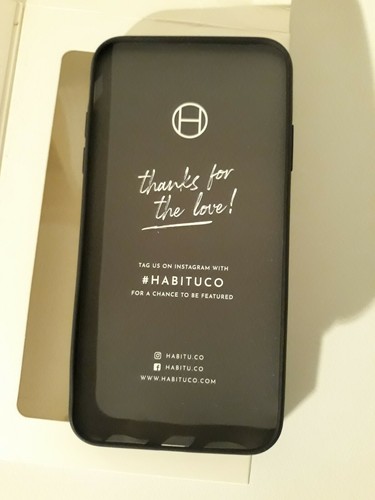 H
thanks for
the love!
TAG US ON INSTAGRAM WITH
#HABITUCO
FOR A CHANCE TO BE FEATURED
HABITU.CO
HABITU.CO
WWW.HABITUCO.COM